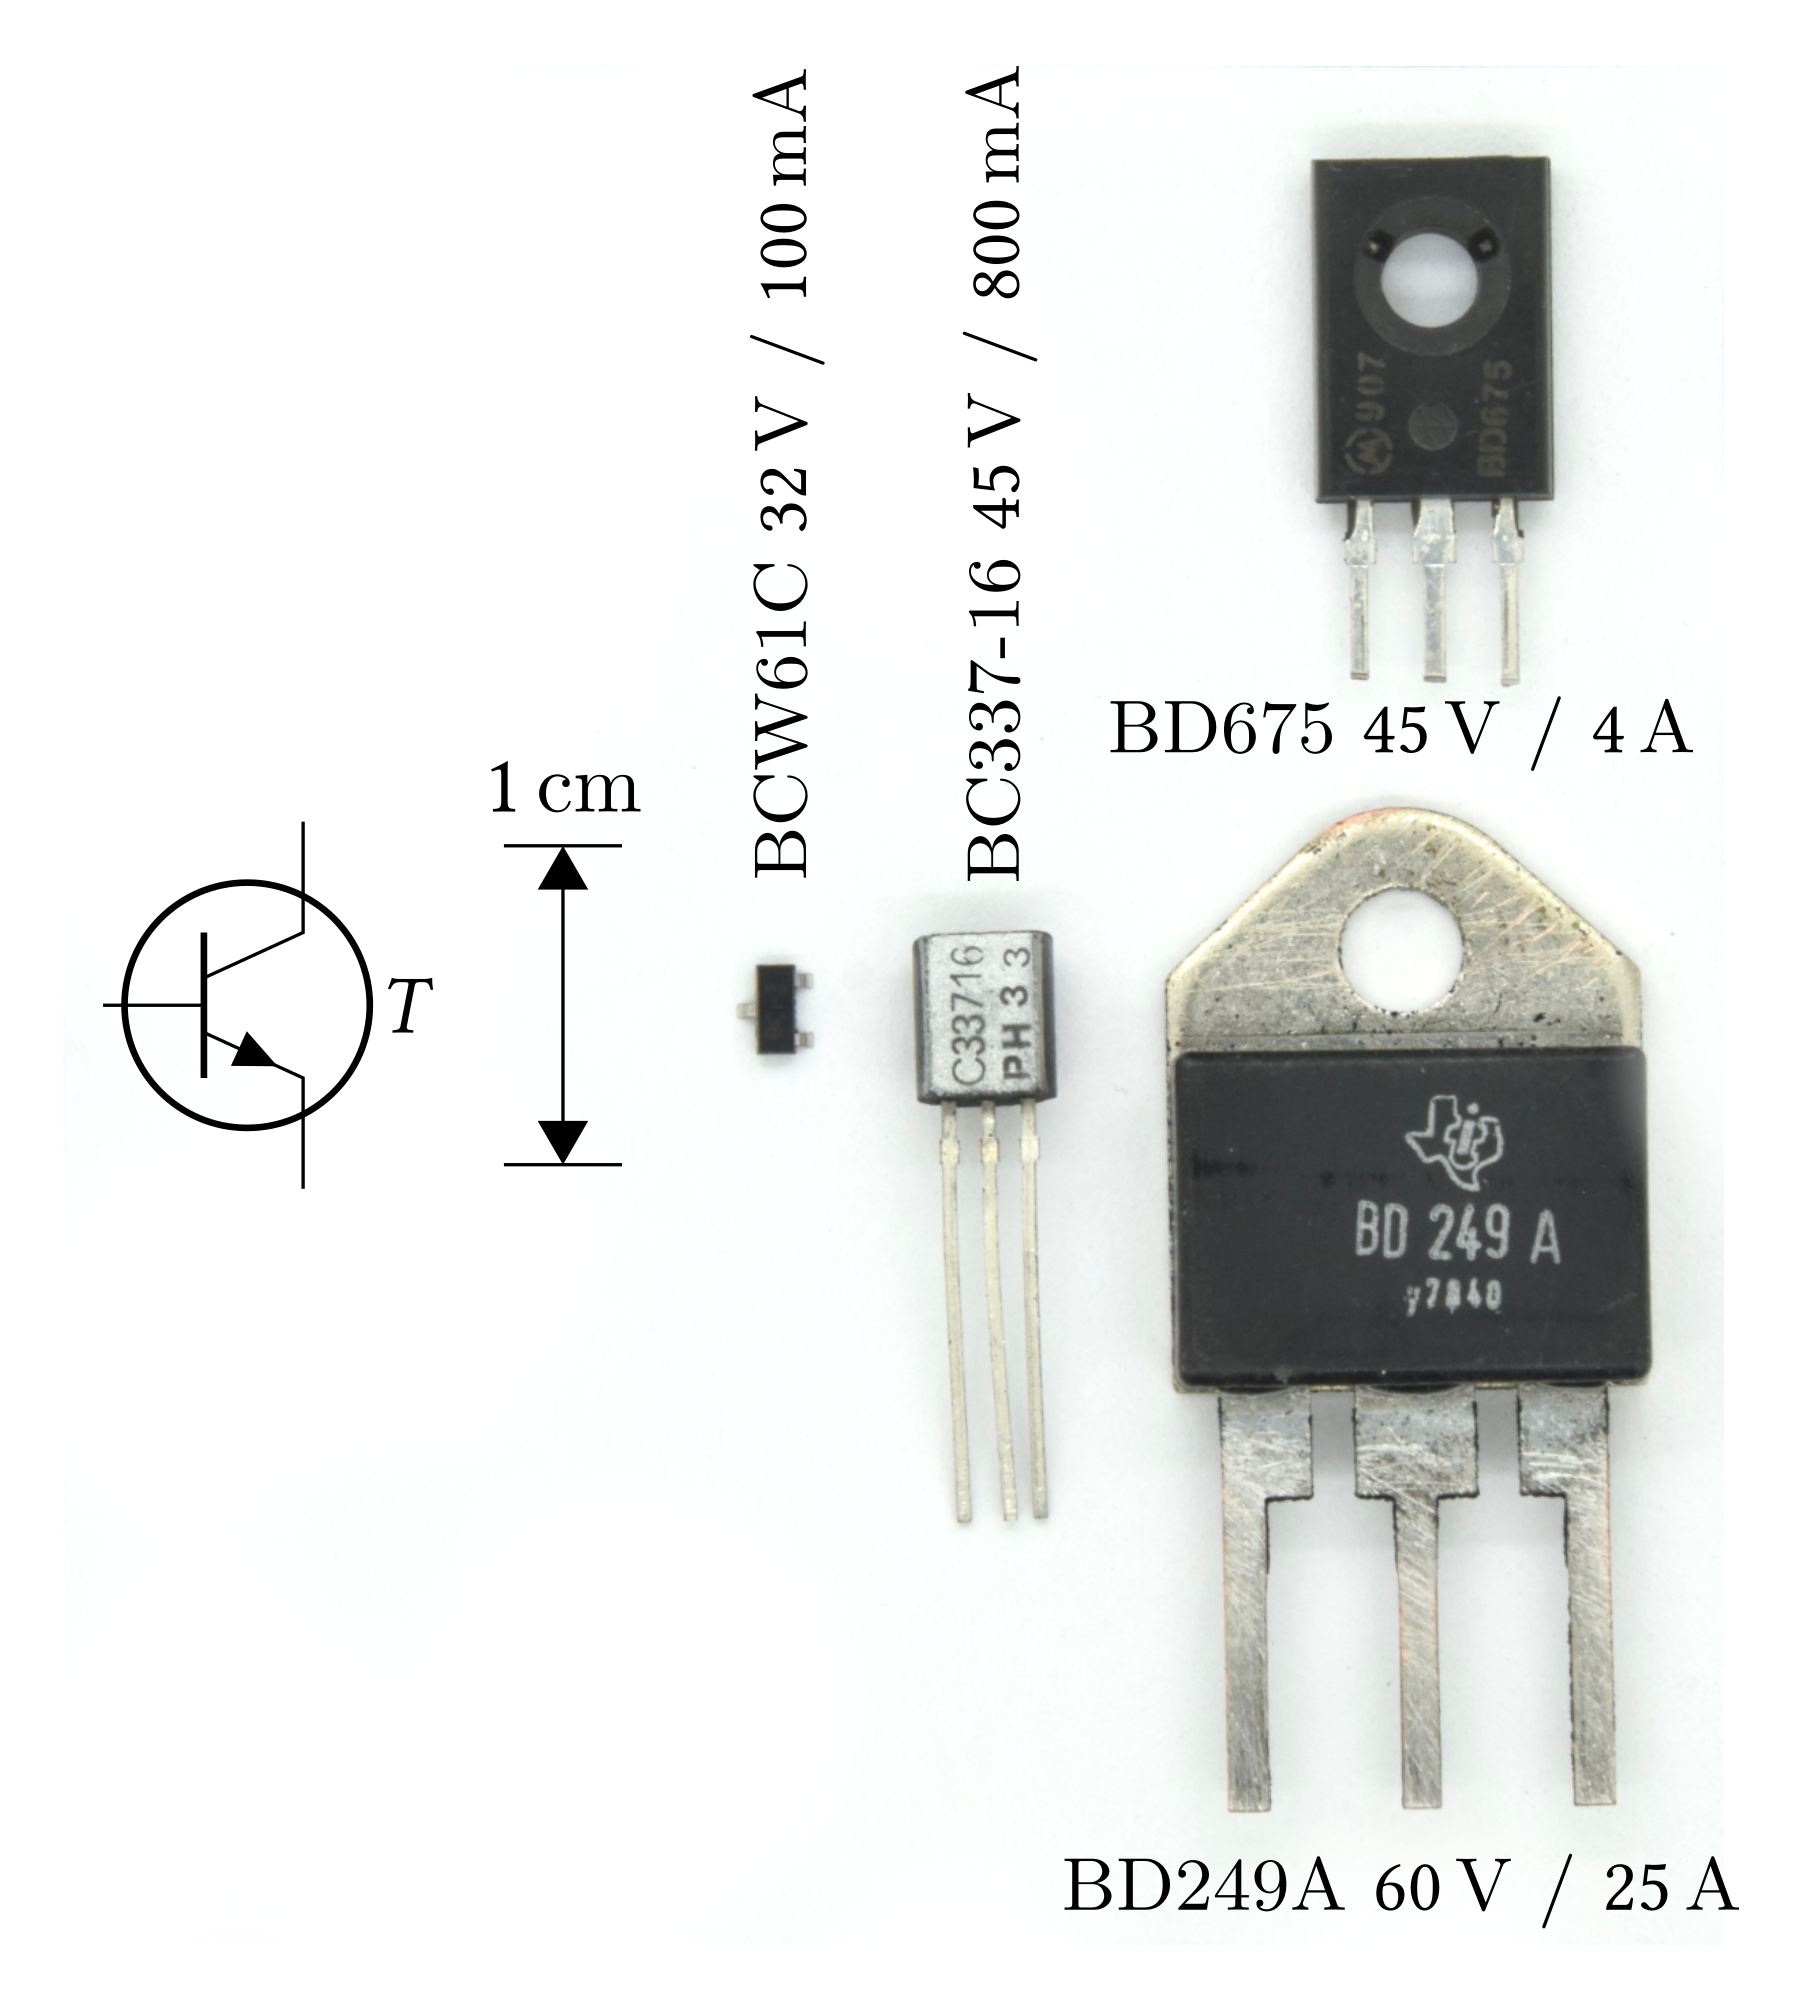 BCW61C 32 V / 100 mA
BC337-16 45 V / 800 mA
907
BD675
BD675 45 V / 4 A
1 cm
T
C33716
PH 3 3
BD 249 A
y7840
BD249A 60 V / 25 A